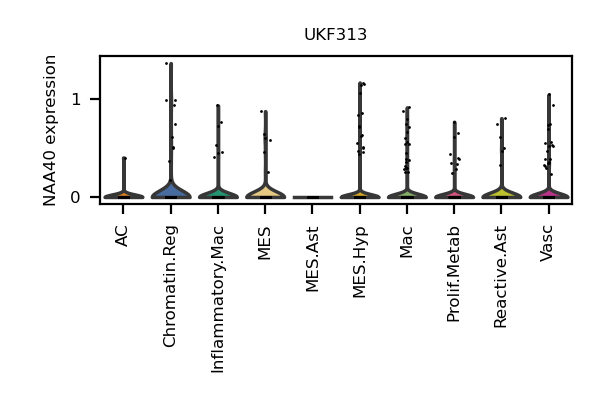 UKF313
NAA40 expression
1
0
AC
Chromatin.Reg
Inflammatory.Mac
MES
MES.Ast
MES.Hyp
Mac
Prolif.Metab
Reactive.Ast
Vasc